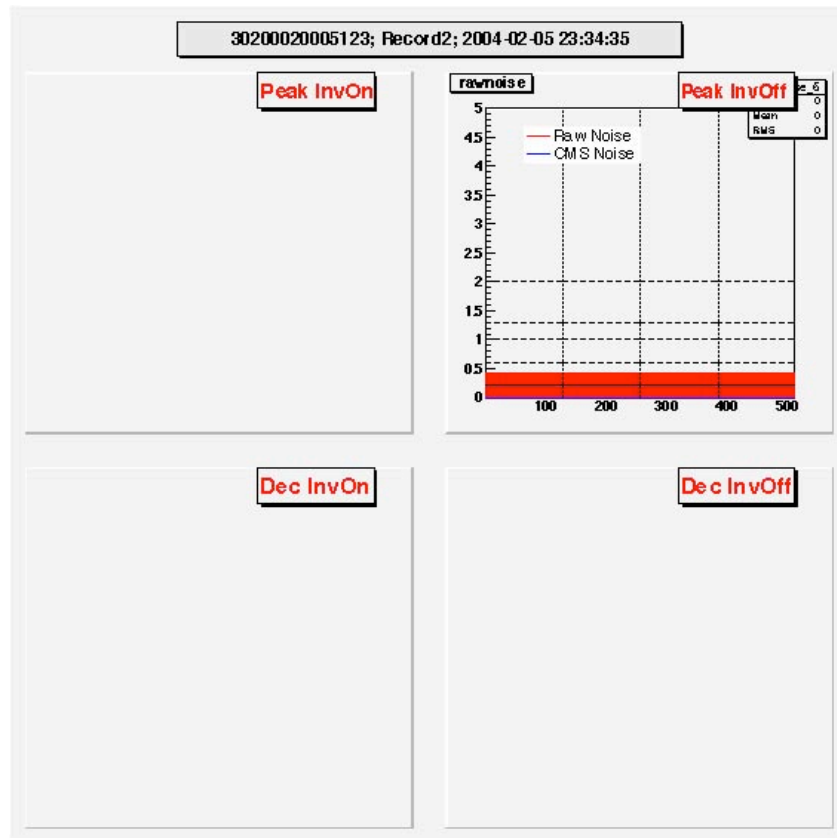 30200020005123; Record2; 2004-02-05 23:34:35
Peak InvOn
rawnoise
Peak InvOff
0
Mean 0
RMS 0
Raw Noise
CMS Noise
5
4.5
4
3.5
3
2.5
2
1.5
1
0.5
0
100 200 300 400 500
Dec InvOn
Dec InvOff